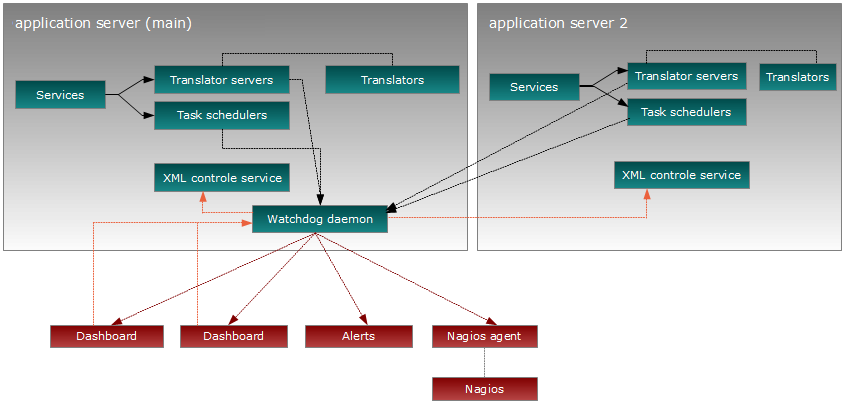 application server (main)
Services
Translator servers
Translators
Task schedulers
XML controle service
Watchdog daemon
application server 2
Services
Translator servers
Translators
Task schedulers
XML controle service
Dashboard
Dashboard
Alerts
Nagios agent
Nagios